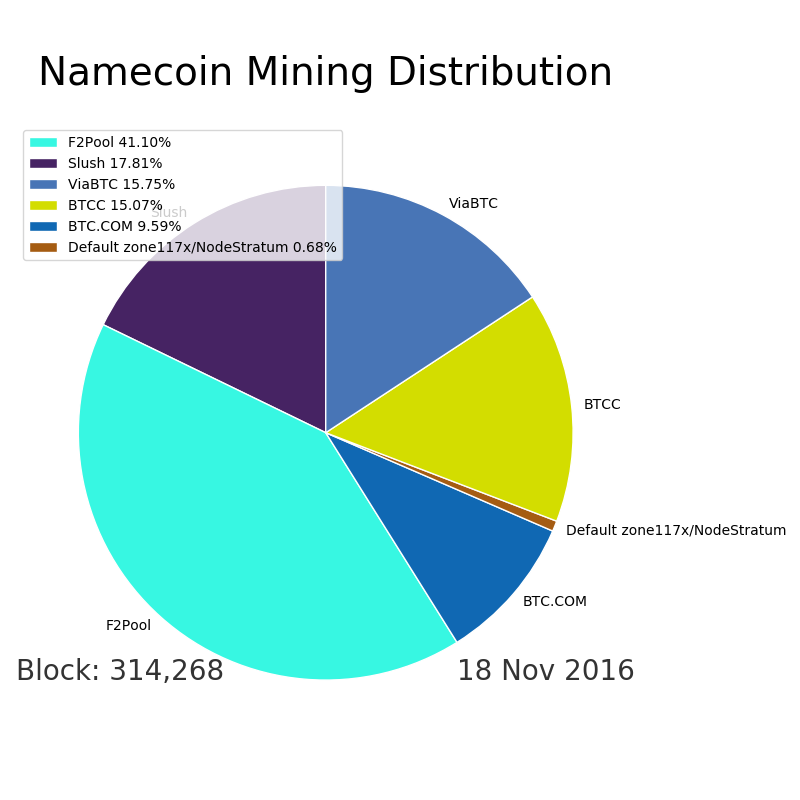 Namecoin Mining Distribution
F2Pool 41.10%
Slush 17.81%
ViaBTC 15.75%
BTCC 15.07%
BTC.COM 9.59%
Default zone117x/NodeStratum 0.68%
Slush
ViaBTC
BTCC
Default zone117x/NodeStratum
BTC.COM
F2Pool
Block: 314,268
18 Nov 2016